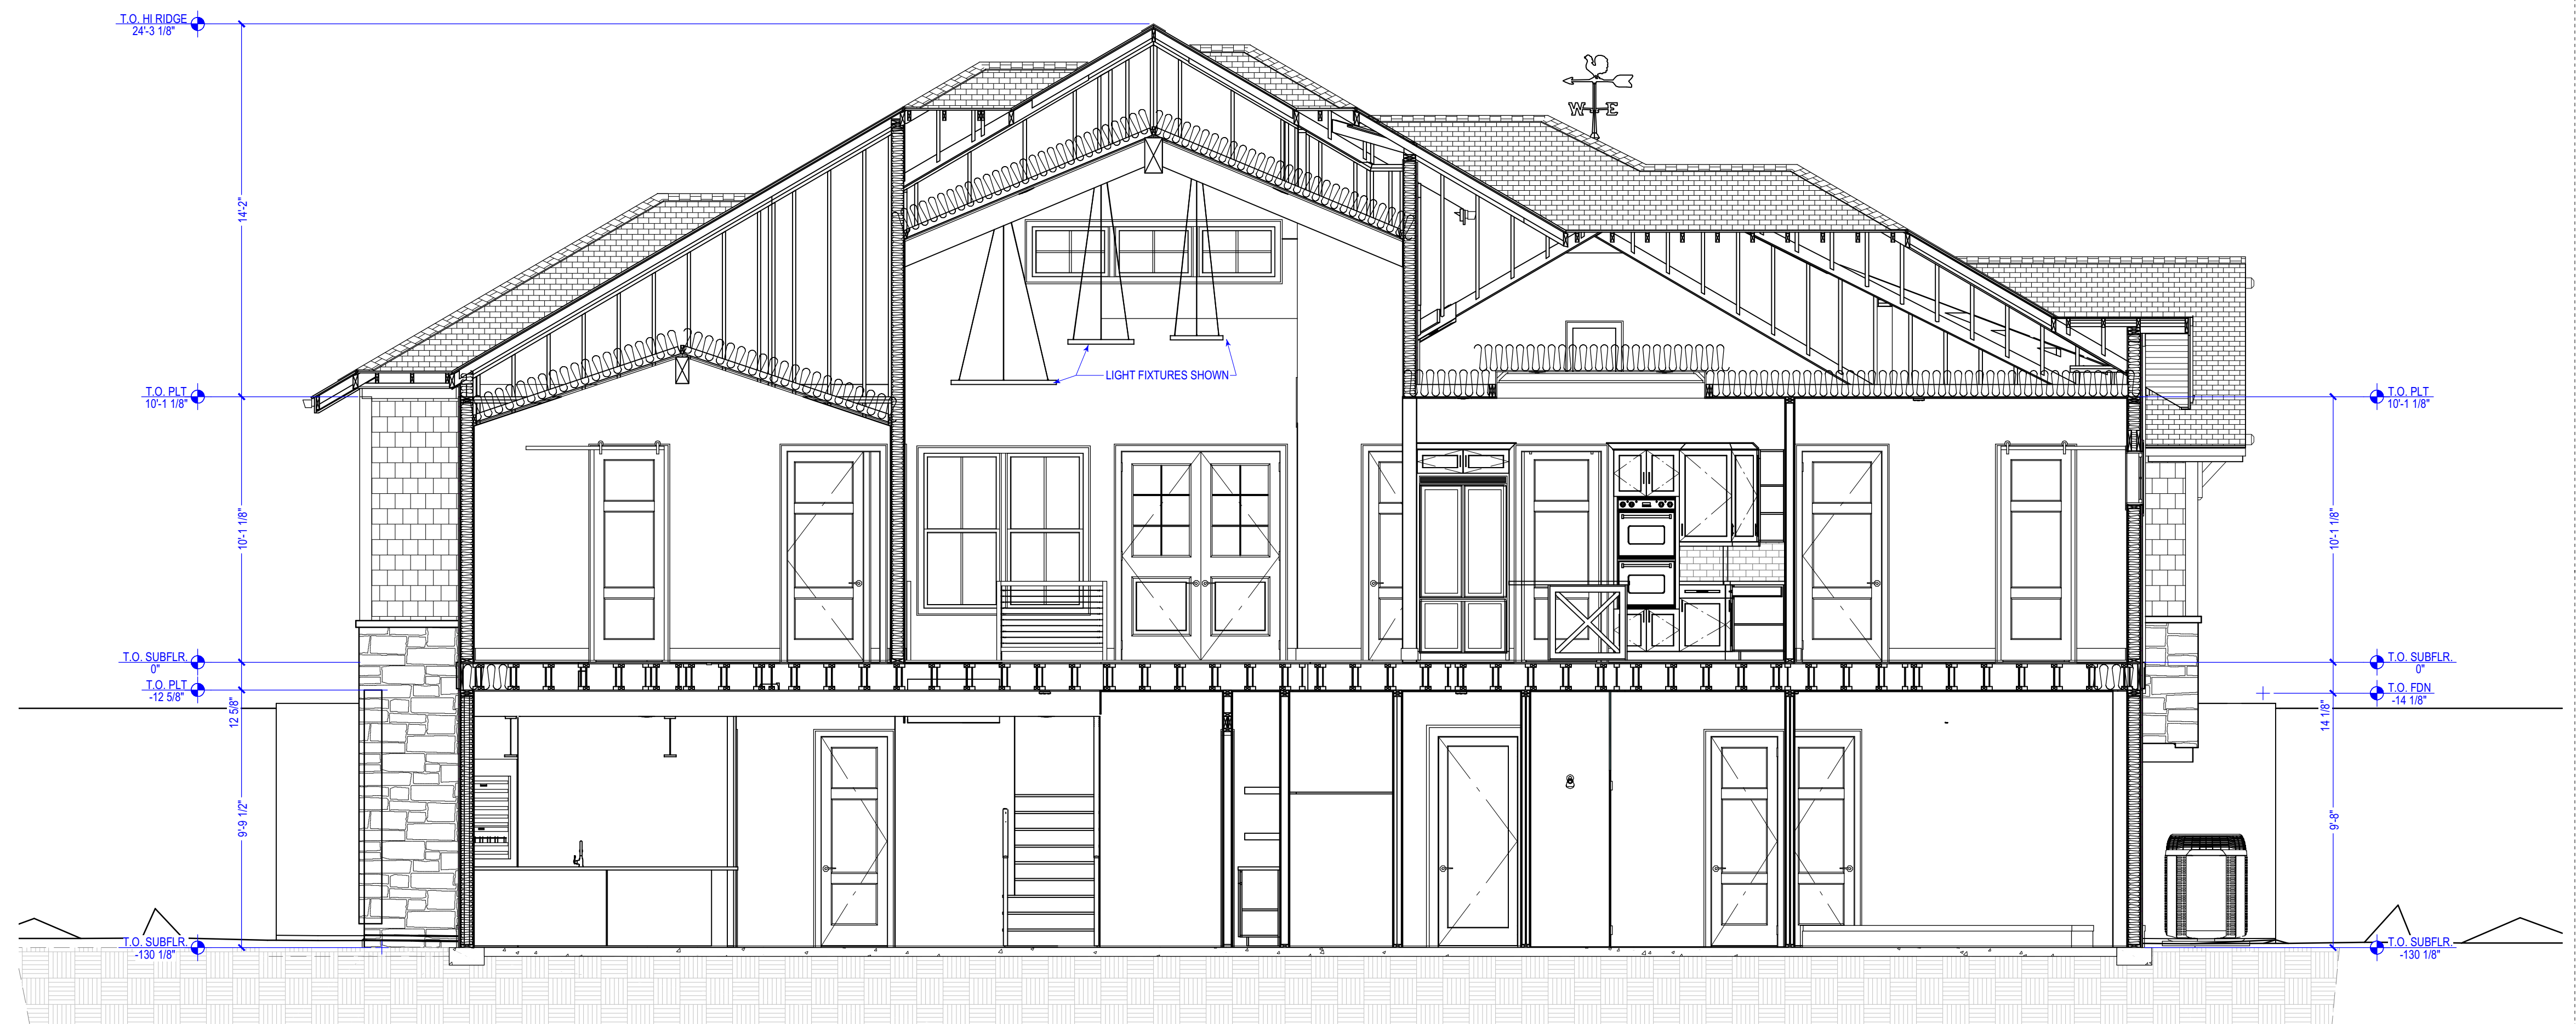 T.O. HI RIDGE
24'-3 1/8"
W E
14'-2"
LIGHT FIXTURES SHOWN
T.O. PLT
10'-1 1/8"
T.O. PLT
10'-1 1/8"
10'-1 1/8"
10'-1 1/8"
T.O. SUBFLR.
0"
T.O. SUBFLR.
0"
T.O. PLT
-12 5/8"
T.O. FDN
-14 1/8"
12 5/8"
14 1/8"
9'-9 1/2"
9'-8"
T.O. SUBFLR.
-130 1/8"
T.O. SUBFLR.
-130 1/8"